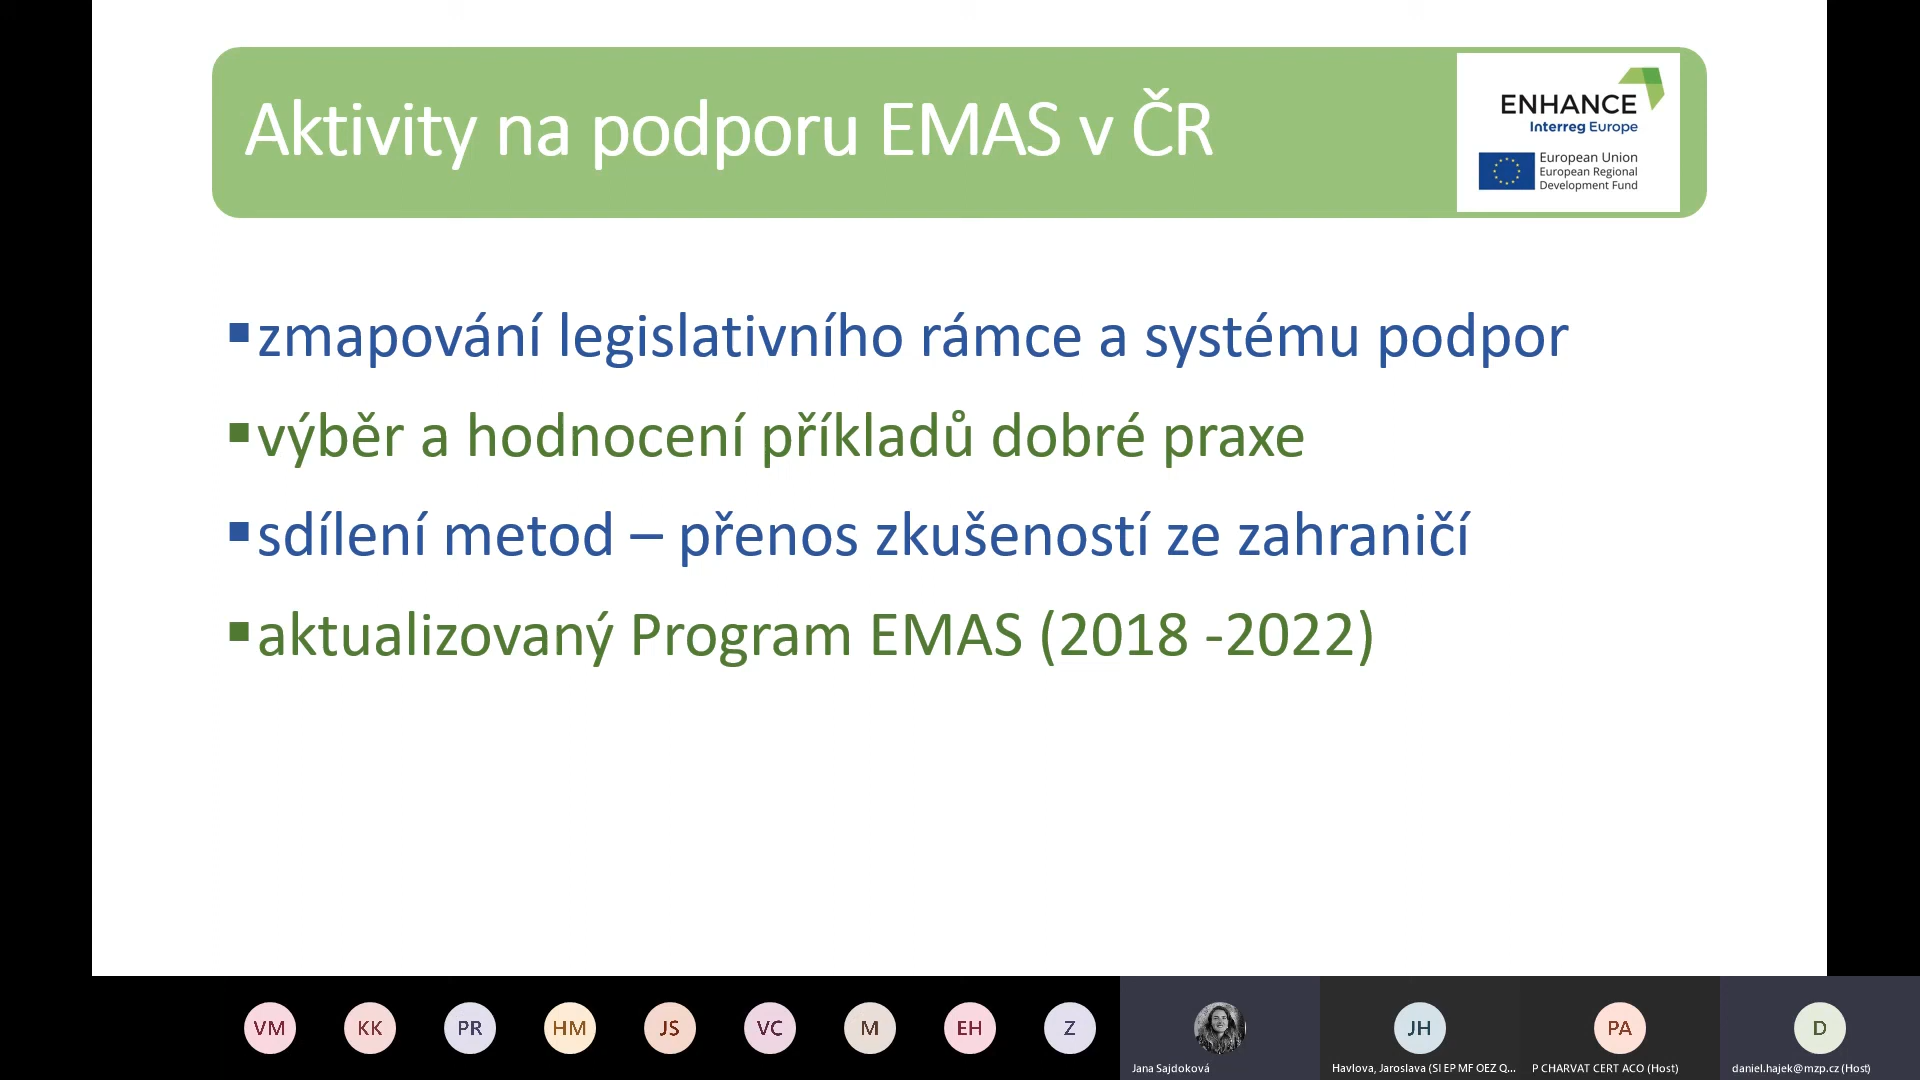 Aktivity na podporu EMAS v ČR
ENHANCE
Interreg Europe
European Union
European Regional
Development Fund
▪zmapování legislativního rámce a systému podpor
▪výběr a hodnocení příkladů dobré praxe
▪sdílení metod – přenos zkušeností ze zahraničí
▪aktualizovaný Program EMAS (2018 -2022)
VM KK PR HM JS VC M EH Z JH PA D
Jana Sajdoková
Havlova, Jaroslava (SI EP MF OEZ Q...
P CHARVAT CERT ACO (Host)
daniel.hajek@mzp.cz (Host)